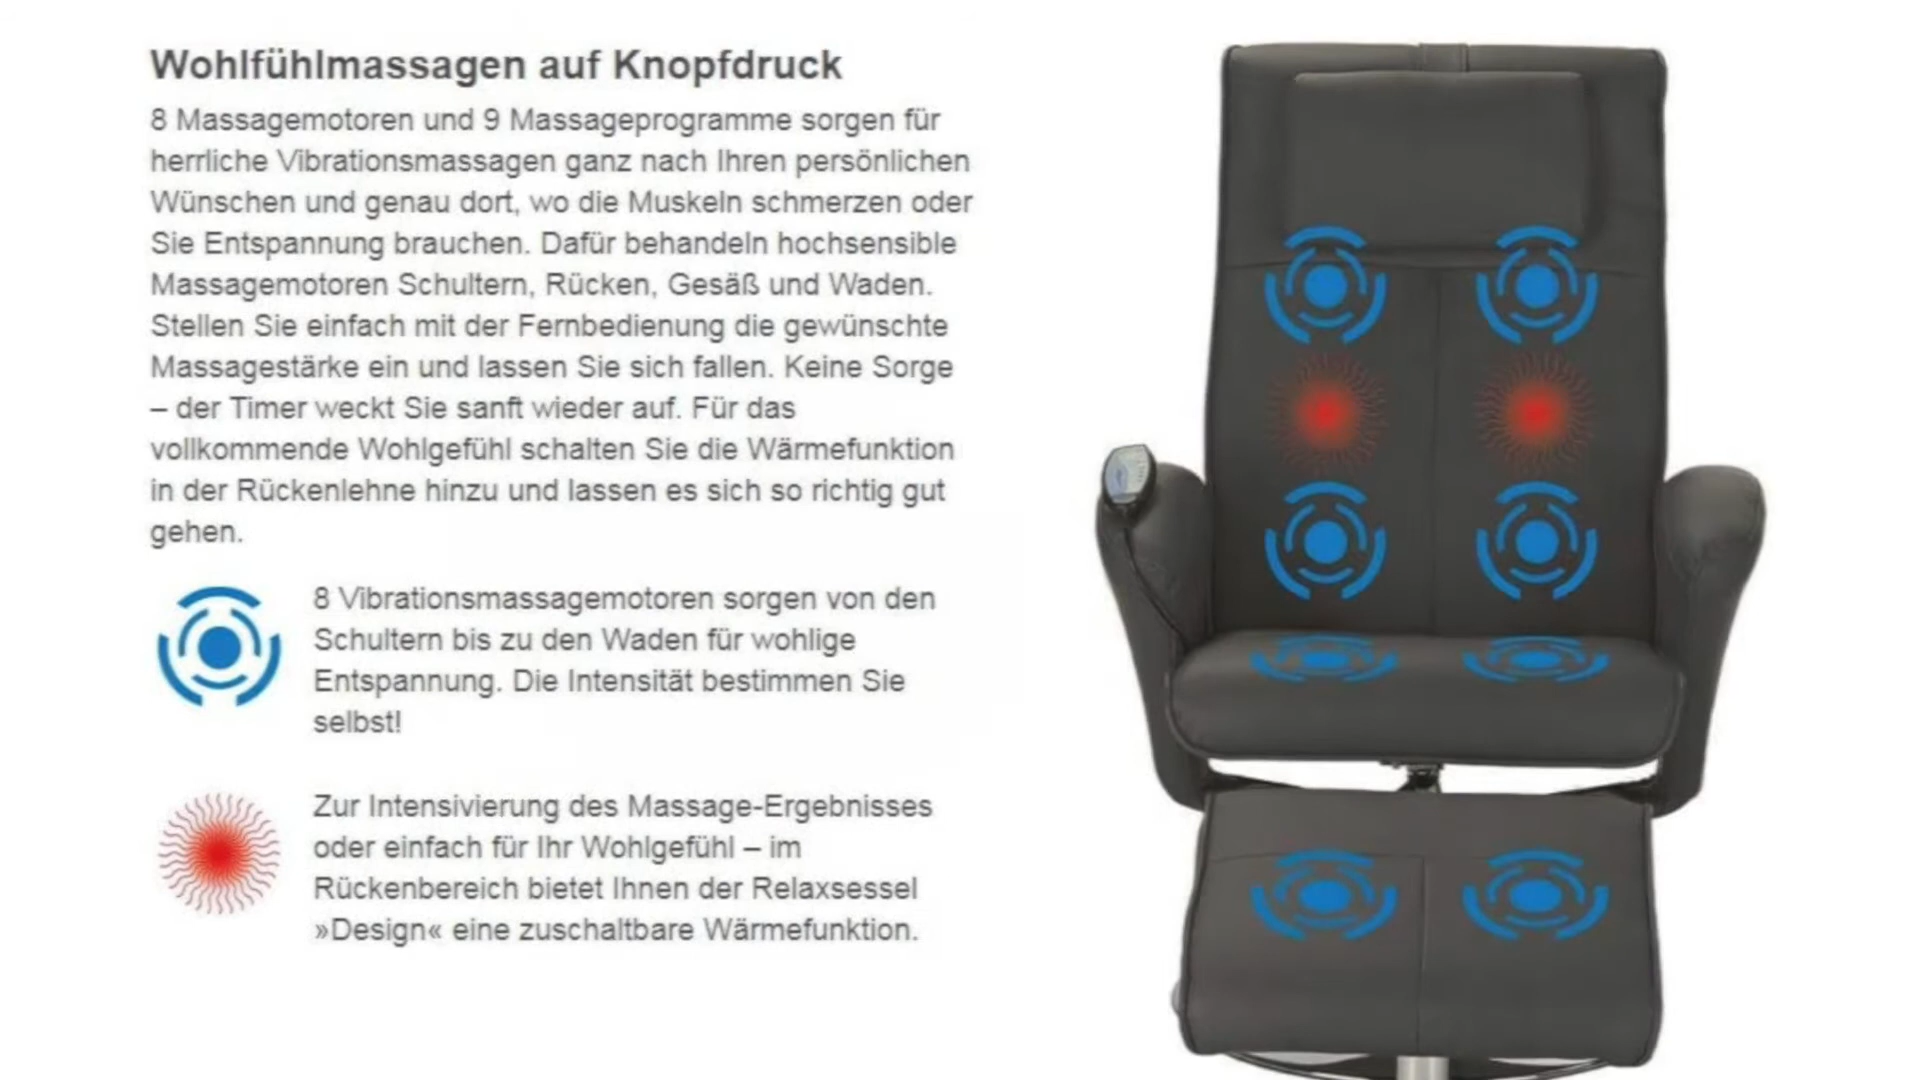 Wohlfühlmassagen auf Knopfdruck
8 Massagemotoren und 9 Massageprogramme sorgen für
herrliche Vibrationsmassagen ganz nach Ihren persönlichen
Wünschen und genau dort, wo die Muskeln schmerzen oder
Sie Entspannung brauchen. Dafür behandeln hochsensible
Massagemotoren Schultern, Rücken, Gesäß und Waden.
Stellen Sie einfach mit der Fernbedienung die gewünschte
Massagestärke ein und lassen Sie sich fallen. Keine Sorge
– der Timer weckt Sie sanft wieder auf. Für das
vollkommende Wohlgefühl schalten Sie die Wärmefunktion
in der Rückenlehne hinzu und lassen es sich so richtig gut
gehen.
8 Vibrationsmassagemotoren sorgen von den
Schultern bis zu den Waden für wohlige
Entspannung. Die Intensität bestimmen Sie
selbst!
Zur Intensivierung des Massage-Ergebnisses
oder einfach für Ihr Wohlgefühl – im
Rückenbereich bietet Ihnen der Relaxsessel
»Design« eine zuschaltbare Wärmefunktion.